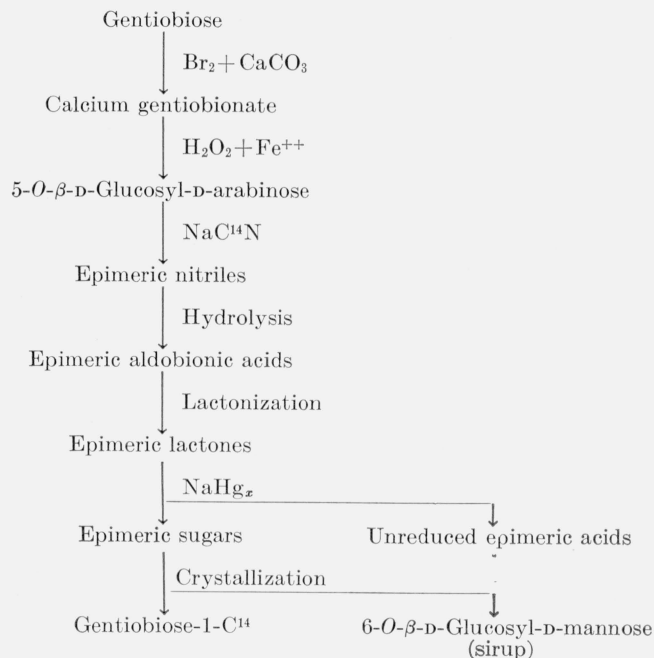 Gentiobiose
Br₂+CaCO₃
Calcium gentiobionate
H₂O₂+Fe⁺⁺
5-O-β-D-Glucosyl-D-arabinose
NaC¹⁴N
Epimeric nitriles
Hydrolysis
Epimeric aldobionic acids
Lactonization
Epimeric lactones
NaHgₓ
Epimeric sugars Unreduced epimeric acids
Crystallization
Gentiobiose-1-C¹⁴ 6-O-β-D-Glucosyl-D-mannose
(sirup)